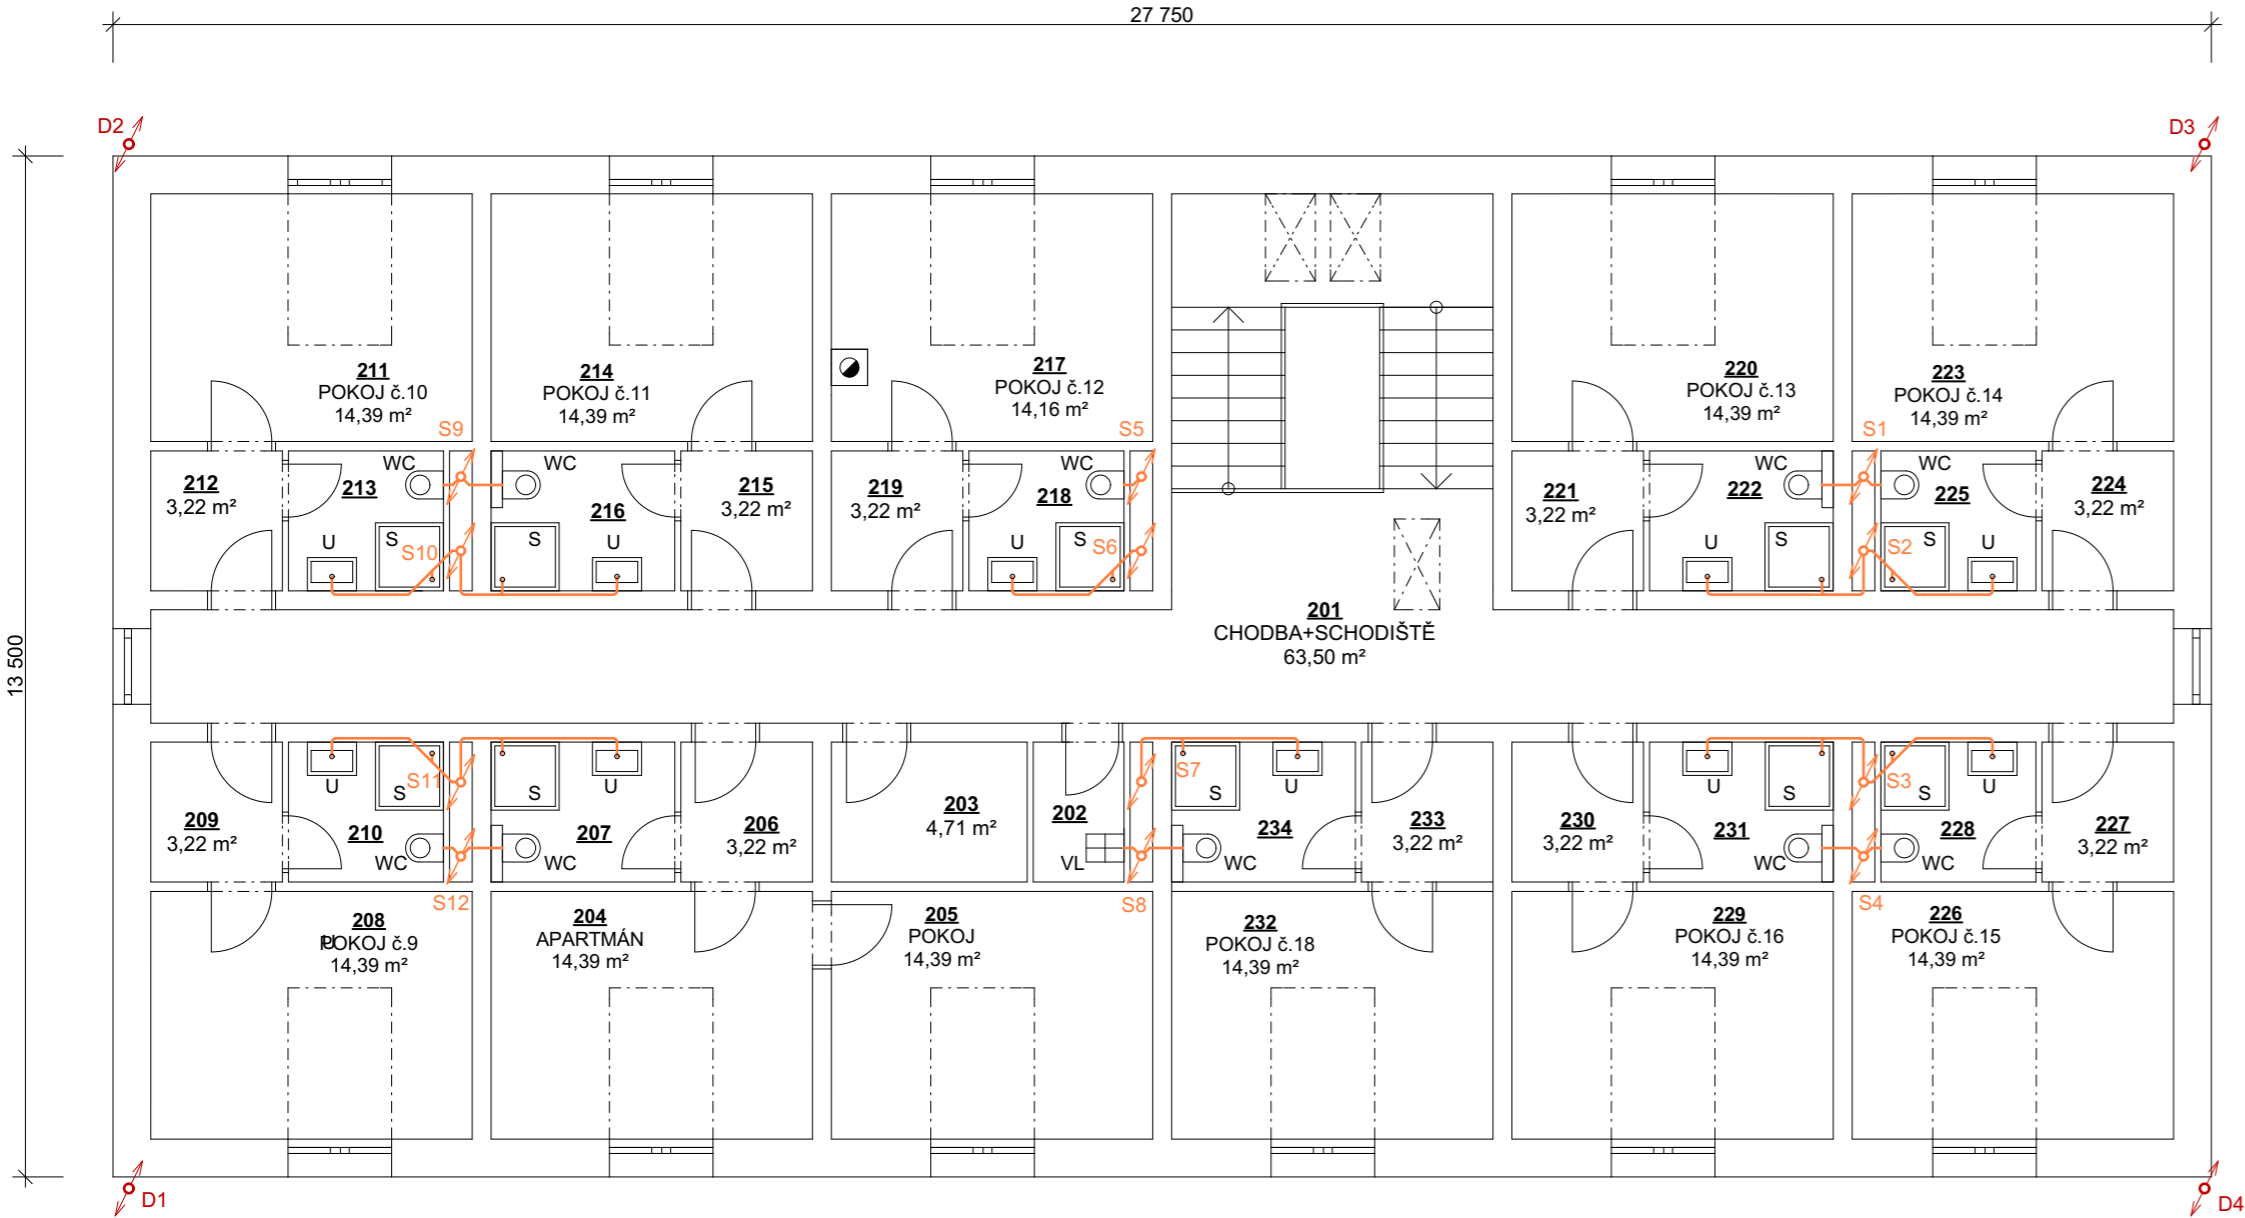 27 750
D2
D3
13 500
211
POKOJ č.10
14,39 m²
214
POKOJ č.11
14,39 m²
217
POKOJ č.12
14,16 m²
220
POKOJ č.13
14,39 m²
223
POKOJ č.14
14,39 m²
S9
S5
S1
212
3,22 m²
213
WC
U
S
S10
WC
216
S
U
215
3,22 m²
219
3,22 m²
218
WC
U
S
S6
221
3,22 m²
222
WC
U
S
S2
WC
225
S
U
224
3,22 m²
201
CHODBA+SCHODIŠTĚ
63,50 m²
209
3,22 m²
210
U
S
WC
S11
S
U
207
WC
206
3,22 m²
203
4,71 m²
202
VL
S7
S
U
234
WC
233
3,22 m²
230
3,22 m²
231
U
S
WC
S3
S
U
228
WC
227
3,22 m²
S12
S8
S4
208
U
POKOJ č.9
14,39 m²
204
APARTMÁN
14,39 m²
205
POKOJ
14,39 m²
232
POKOJ č.18
14,39 m²
229
POKOJ č.16
14,39 m²
226
POKOJ č.15
14,39 m²
D1
D4